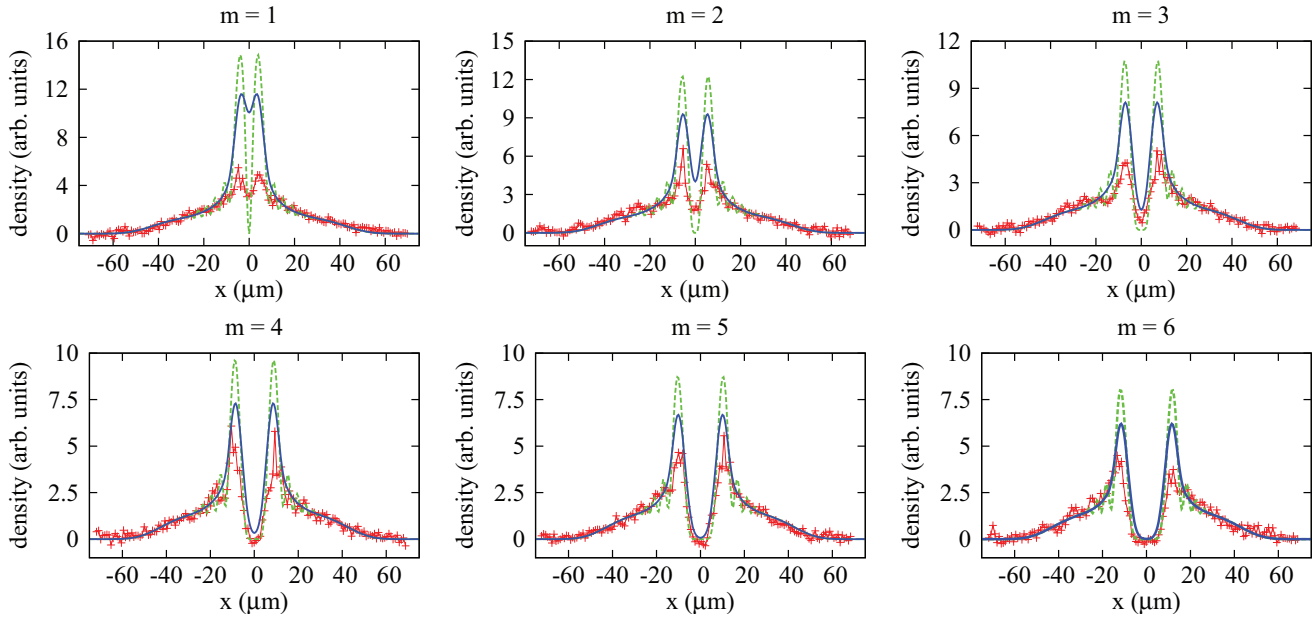 m = 1
m = 2
m = 3
density (arb. units)
16
12
8
4
0
-60 -40 -20 0 20 40 60
x (μm)
density (arb. units)
15
12
9
6
3
0
-60 -40 -20 0 20 40 60
x (μm)
density (arb. units)
12
9
6
3
0
-60 -40 -20 0 20 40 60
x (μm)
m = 4
m = 5
m = 6
density (arb. units)
10
7.5
5
2.5
0
-60 -40 -20 0 20 40 60
x (μm)
density (arb. units)
10
7.5
5
2.5
0
-60 -40 -20 0 20 40 60
x (μm)
density (arb. units)
10
7.5
5
2.5
0
-60 -40 -20 0 20 40 60
x (μm)